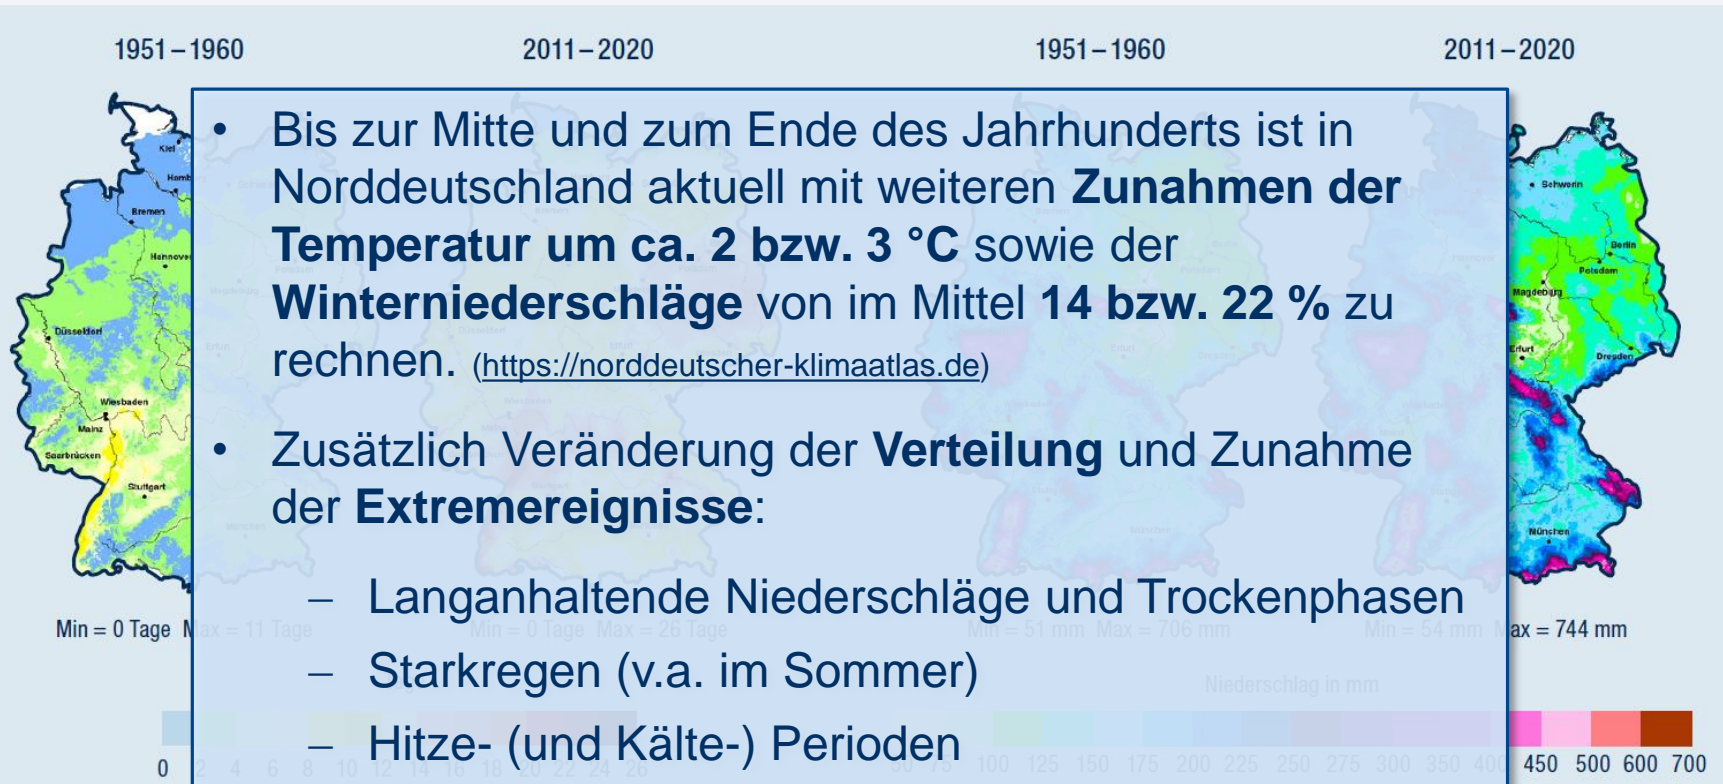 1951 – 1960
2011 – 2020
1951 – 1960
2011 – 2020
• Bis zur Mitte und zum Ende des Jahrhunderts ist in
Norddeutschland aktuell mit weiteren Zunahmen der
Temperatur um ca. 2 bzw. 3 °C sowie der
Winterniederschläge von im Mittel 14 bzw. 22 % zu
rechnen. (https://norddeutscher-klimaatlas.de)
• Zusätzlich Veränderung der Verteilung und Zunahme
der Extremereignisse:
– Langanhaltende Niederschläge und Trockenphasen
– Starkregen (v.a. im Sommer)
– Hitze- (und Kälte-) Perioden
Kiel
Bremen
Hannover
Düsseldorf
Wiesbaden
Mainz
Saarbrücken
Stuttgart
Schwerin
Berlin
Potsdam
Magdeburg
Erfurt
Dresden
München
Min = 0 Tage Max = 11 Tage
Min = 0 Tage Max = 26 Tage
Min = 51 mm Max = 706 mm
Min = 54 mm Max = 744 mm
Niederschlag in mm
0 2 4 6 8 10 12 14 16 18 20 22 24 26
50 75 100 125 150 175 200 225 250 275 300 350 400 450 500 600 700